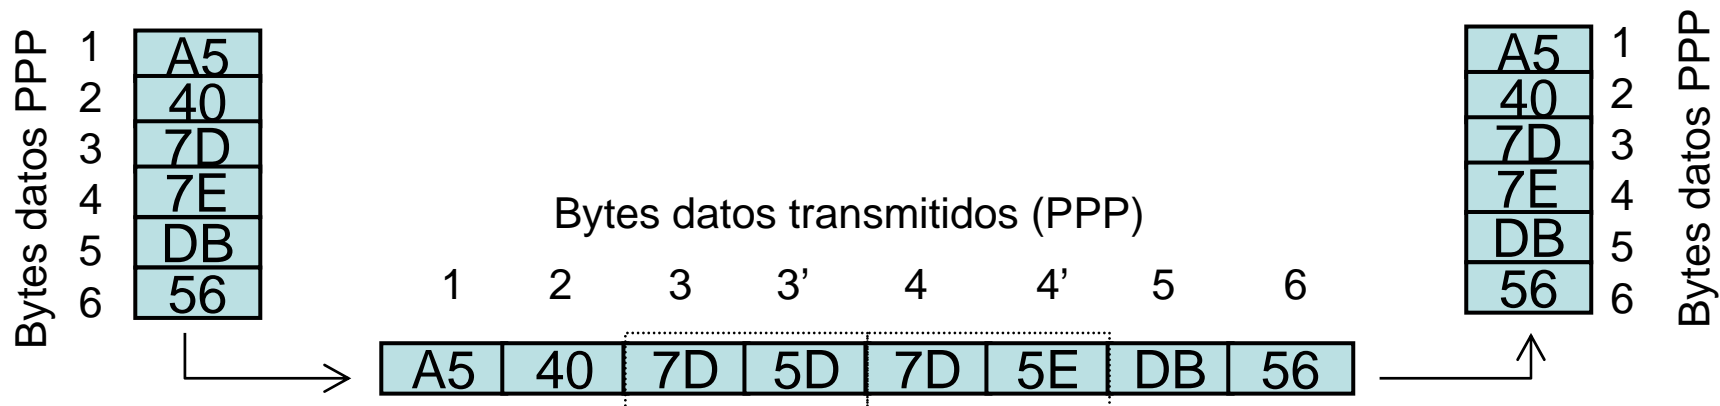 Bytes datos PPP
1 A5
2 40
3 7D
4 7E
5 DB
6 56
Bytes datos transmitidos (PPP)
1 2 3 3’ 4 4’ 5 6
A5 40 7D 5D 7D 5E DB 56
A5 1
40 2
7D 3
7E 4
DB 5
56 6
Bytes datos PPP